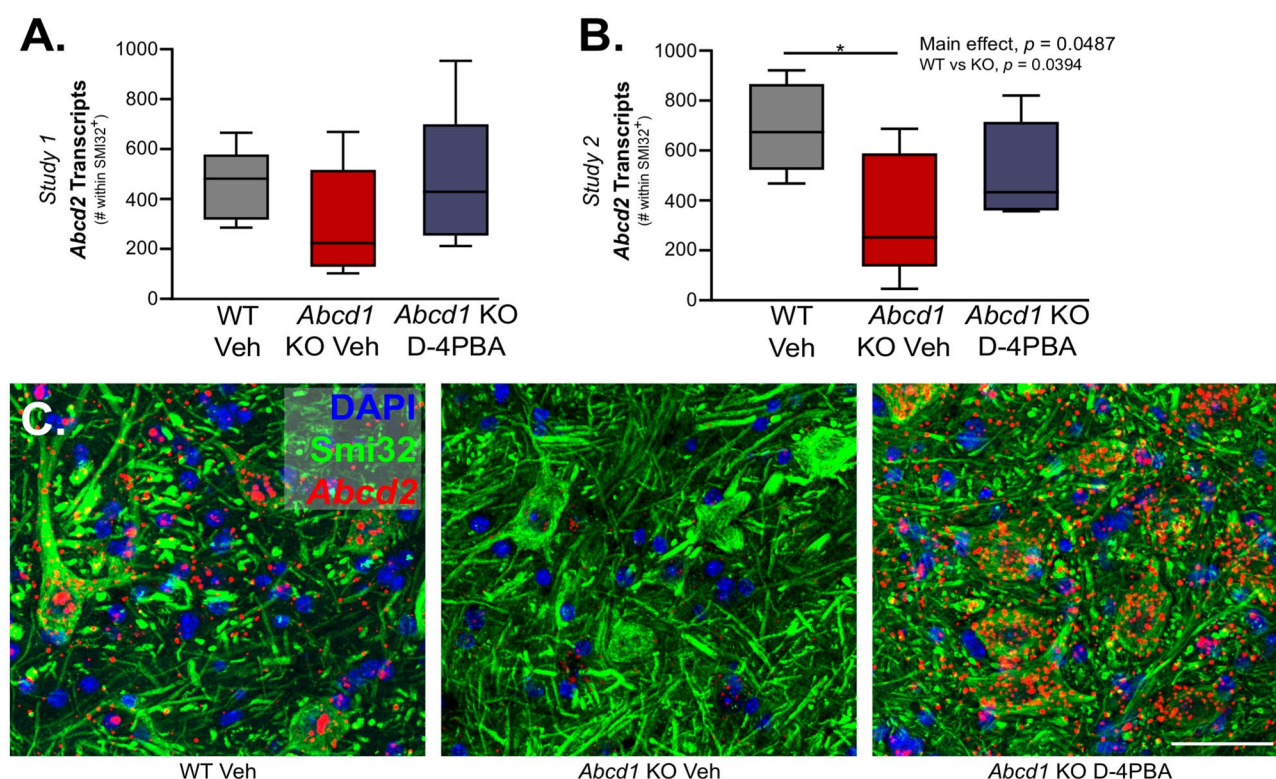 A.
Study 1
Abcd2 Transcripts
(# within SMI32+)
1000
800
600
400
200
0
WT
Veh
Abcd1
KO Veh
Abcd1 KO
D-4PBA
B.
Study 2
Abcd2 Transcripts
(# within SMI32+)
1000
800
600
400
200
0
*
Main effect, p = 0.0487
WT vs KO, p = 0.0394
WT
Veh
Abcd1
KO Veh
Abcd1 KO
D-4PBA
C.
DAPI
Smi32
Abcd2
WT Veh
Abcd1 KO Veh
Abcd1 KO D-4PBA